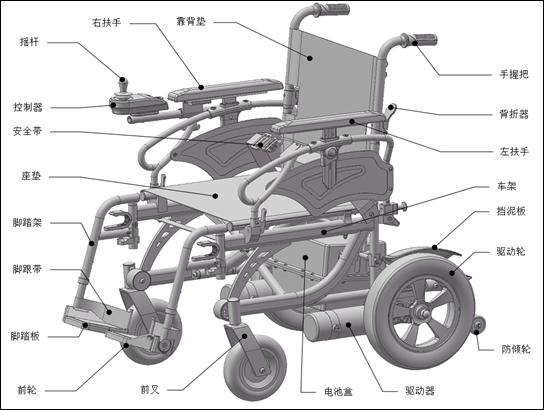 右扶手
靠背垫
摇杆
手握把
控制器
背折器
安全带
左扶手
座垫
车架
脚踏架
挡泥板
脚跟带
驱动轮
脚踏板
防倾轮
前轮
前叉
电池盒
驱动器